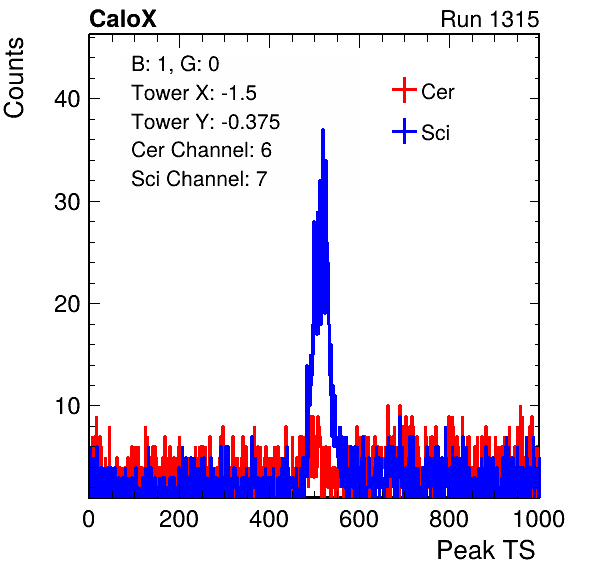 CaloX Run 1315
Counts
B: 1, G: 0
Tower X: -1.5
Tower Y: -0.375
Cer Channel: 6
Sci Channel: 7
Cer
Sci
40
30
20
10
0 200 400 600 800 1000
Peak TS